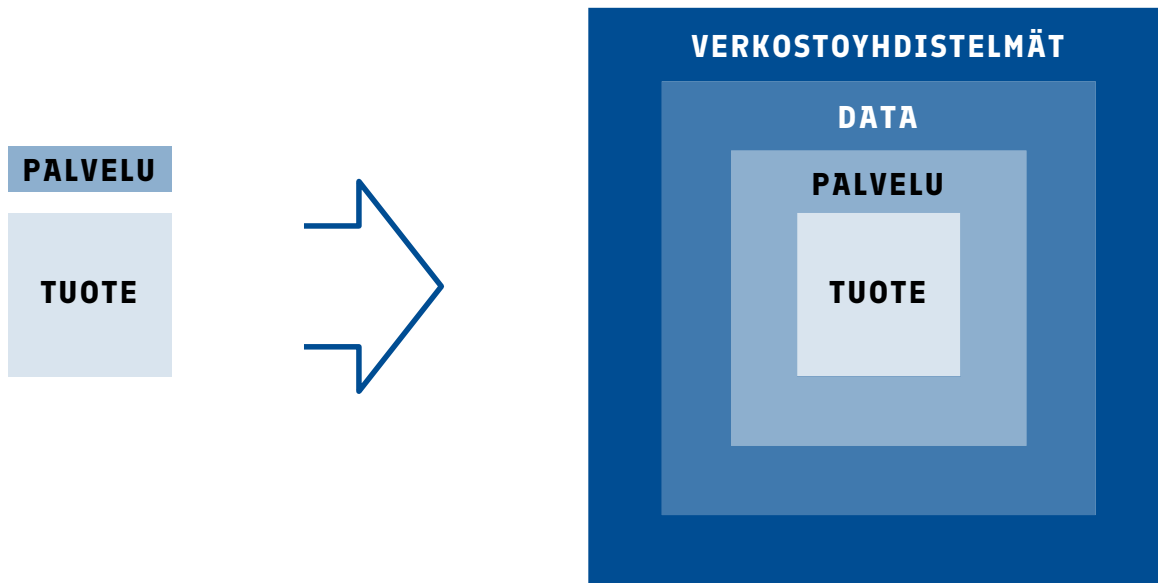 PALVELU
TUOTE
VERKOSTOYHDISTELMÄT
DATA
PALVELU
TUOTE